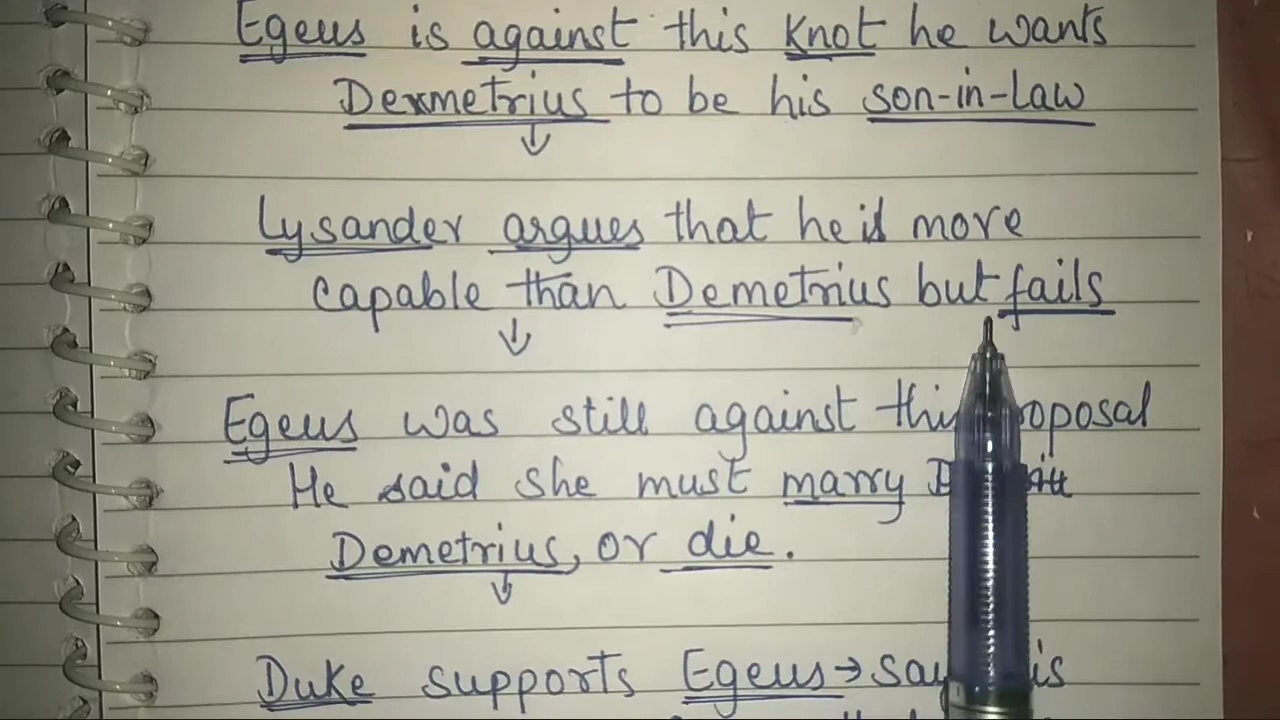 Egeus is against this knot he wants
Dexmetrius to be his son-in-law
↓
Lysander argues that he is more
capable than Demetrius but fails
↓
Egeus was still against
He said she must marry
Demetrius, or die.
↓
Duke supports Egeus →